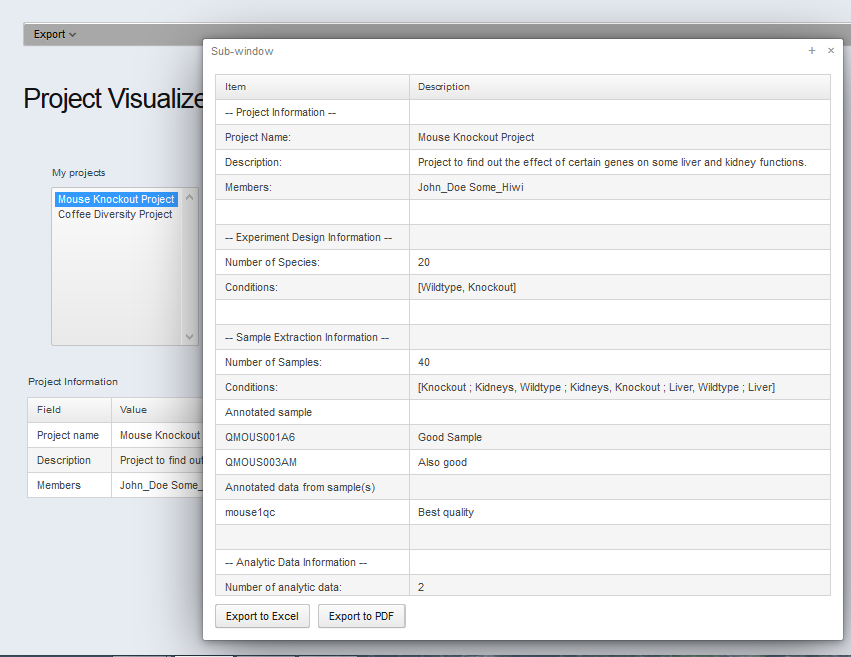 Export
Project Visualize
My projects
Mouse Knockout Project
Coffee Diversity Project
Project Information
Field Value
Project name Mouse Knockout
Description Project to find out
Members John_Doe Some_
Sub-window
Item Description
-- Project Information --
Project Name: Mouse Knockout Project
Description: Project to find out the effect of certain genes on some liver and kidney functions.
Members: John_Doe Some_Hiwi
-- Experiment Design Information --
Number of Species: 20
Conditions: [Wildtype, Knockout]
-- Sample Extraction Information --
Number of Samples: 40
Conditions: [Knockout ; Kidneys, Wildtype ; Kidneys, Knockout ; Liver, Wildtype ; Liver]
Annotated sample
QMOUS001A6 Good Sample
QMOUS003AM Also good
Annotated data from sample(s)
mouse1qc Best quality
-- Analytic Data Information --
Number of analytic data: 2
Export to Excel Export to PDF